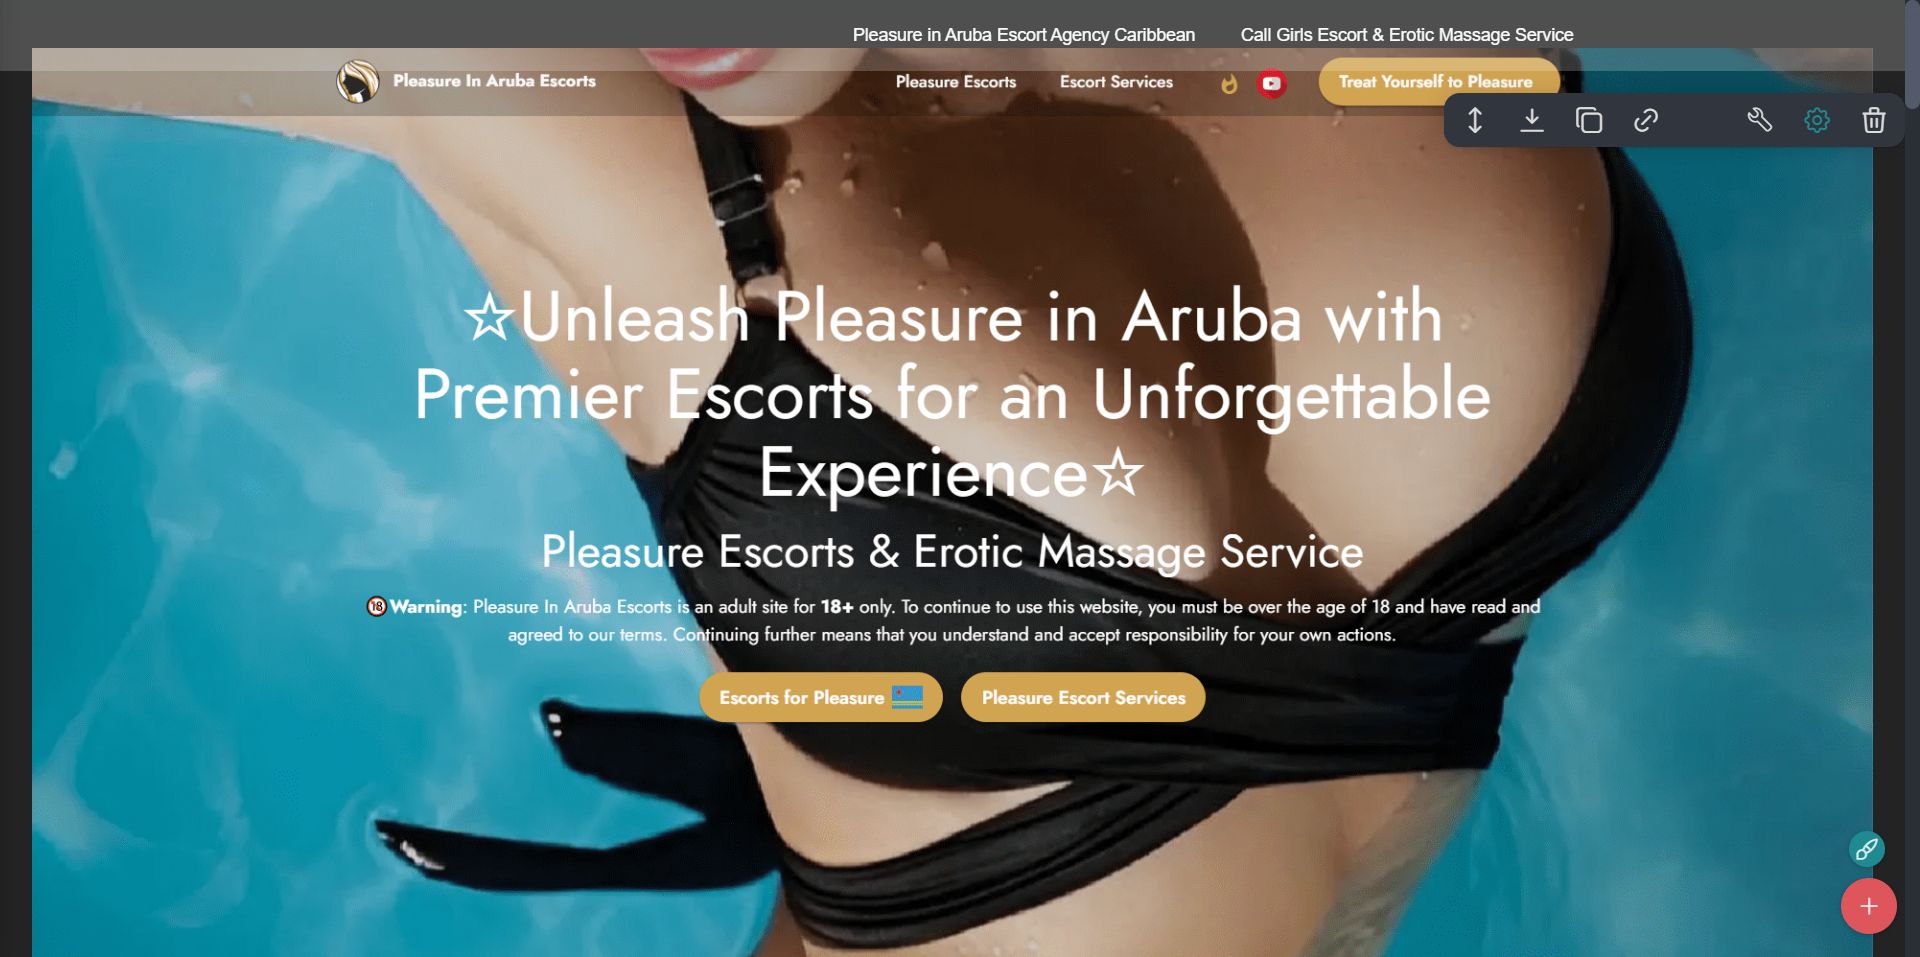 Pleasure in Aruba Escort Agency Caribbean
Call Girls Escort & Erotic Massage Service
Pleasure In Aruba Escorts
Pleasure Escorts
Escort Services
Treat Yourself to Pleasure
☆Unleash Pleasure in Aruba with
Premier Escorts for an Unforgettable
Experience☆
Pleasure Escorts & Erotic Massage Service
🔞Warning: Pleasure In Aruba Escorts is an adult site for 18+ only. To continue to use this website, you must be over the age of 18 and have read and
agreed to our terms. Continuing further means that you understand and accept responsibility for your own actions.
Escorts for Pleasure
Pleasure Escort Services